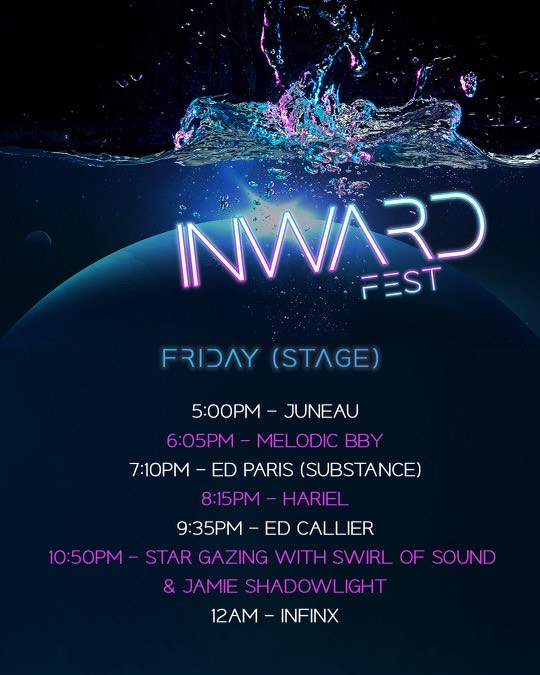 INWARD
FEST
FRIDAY (STAGE)
5:00PM – JUNEAU
6:05PM – MELODIC BBY
7:10PM – ED PARIS (SUBSTANCE)
8:15PM – HARIEL
9:35PM – ED CALLIER
10:50PM – STAR GAZING WITH SWIRL OF SOUND
& JAMIE SHADOWLIGHT
12AM – INFINX